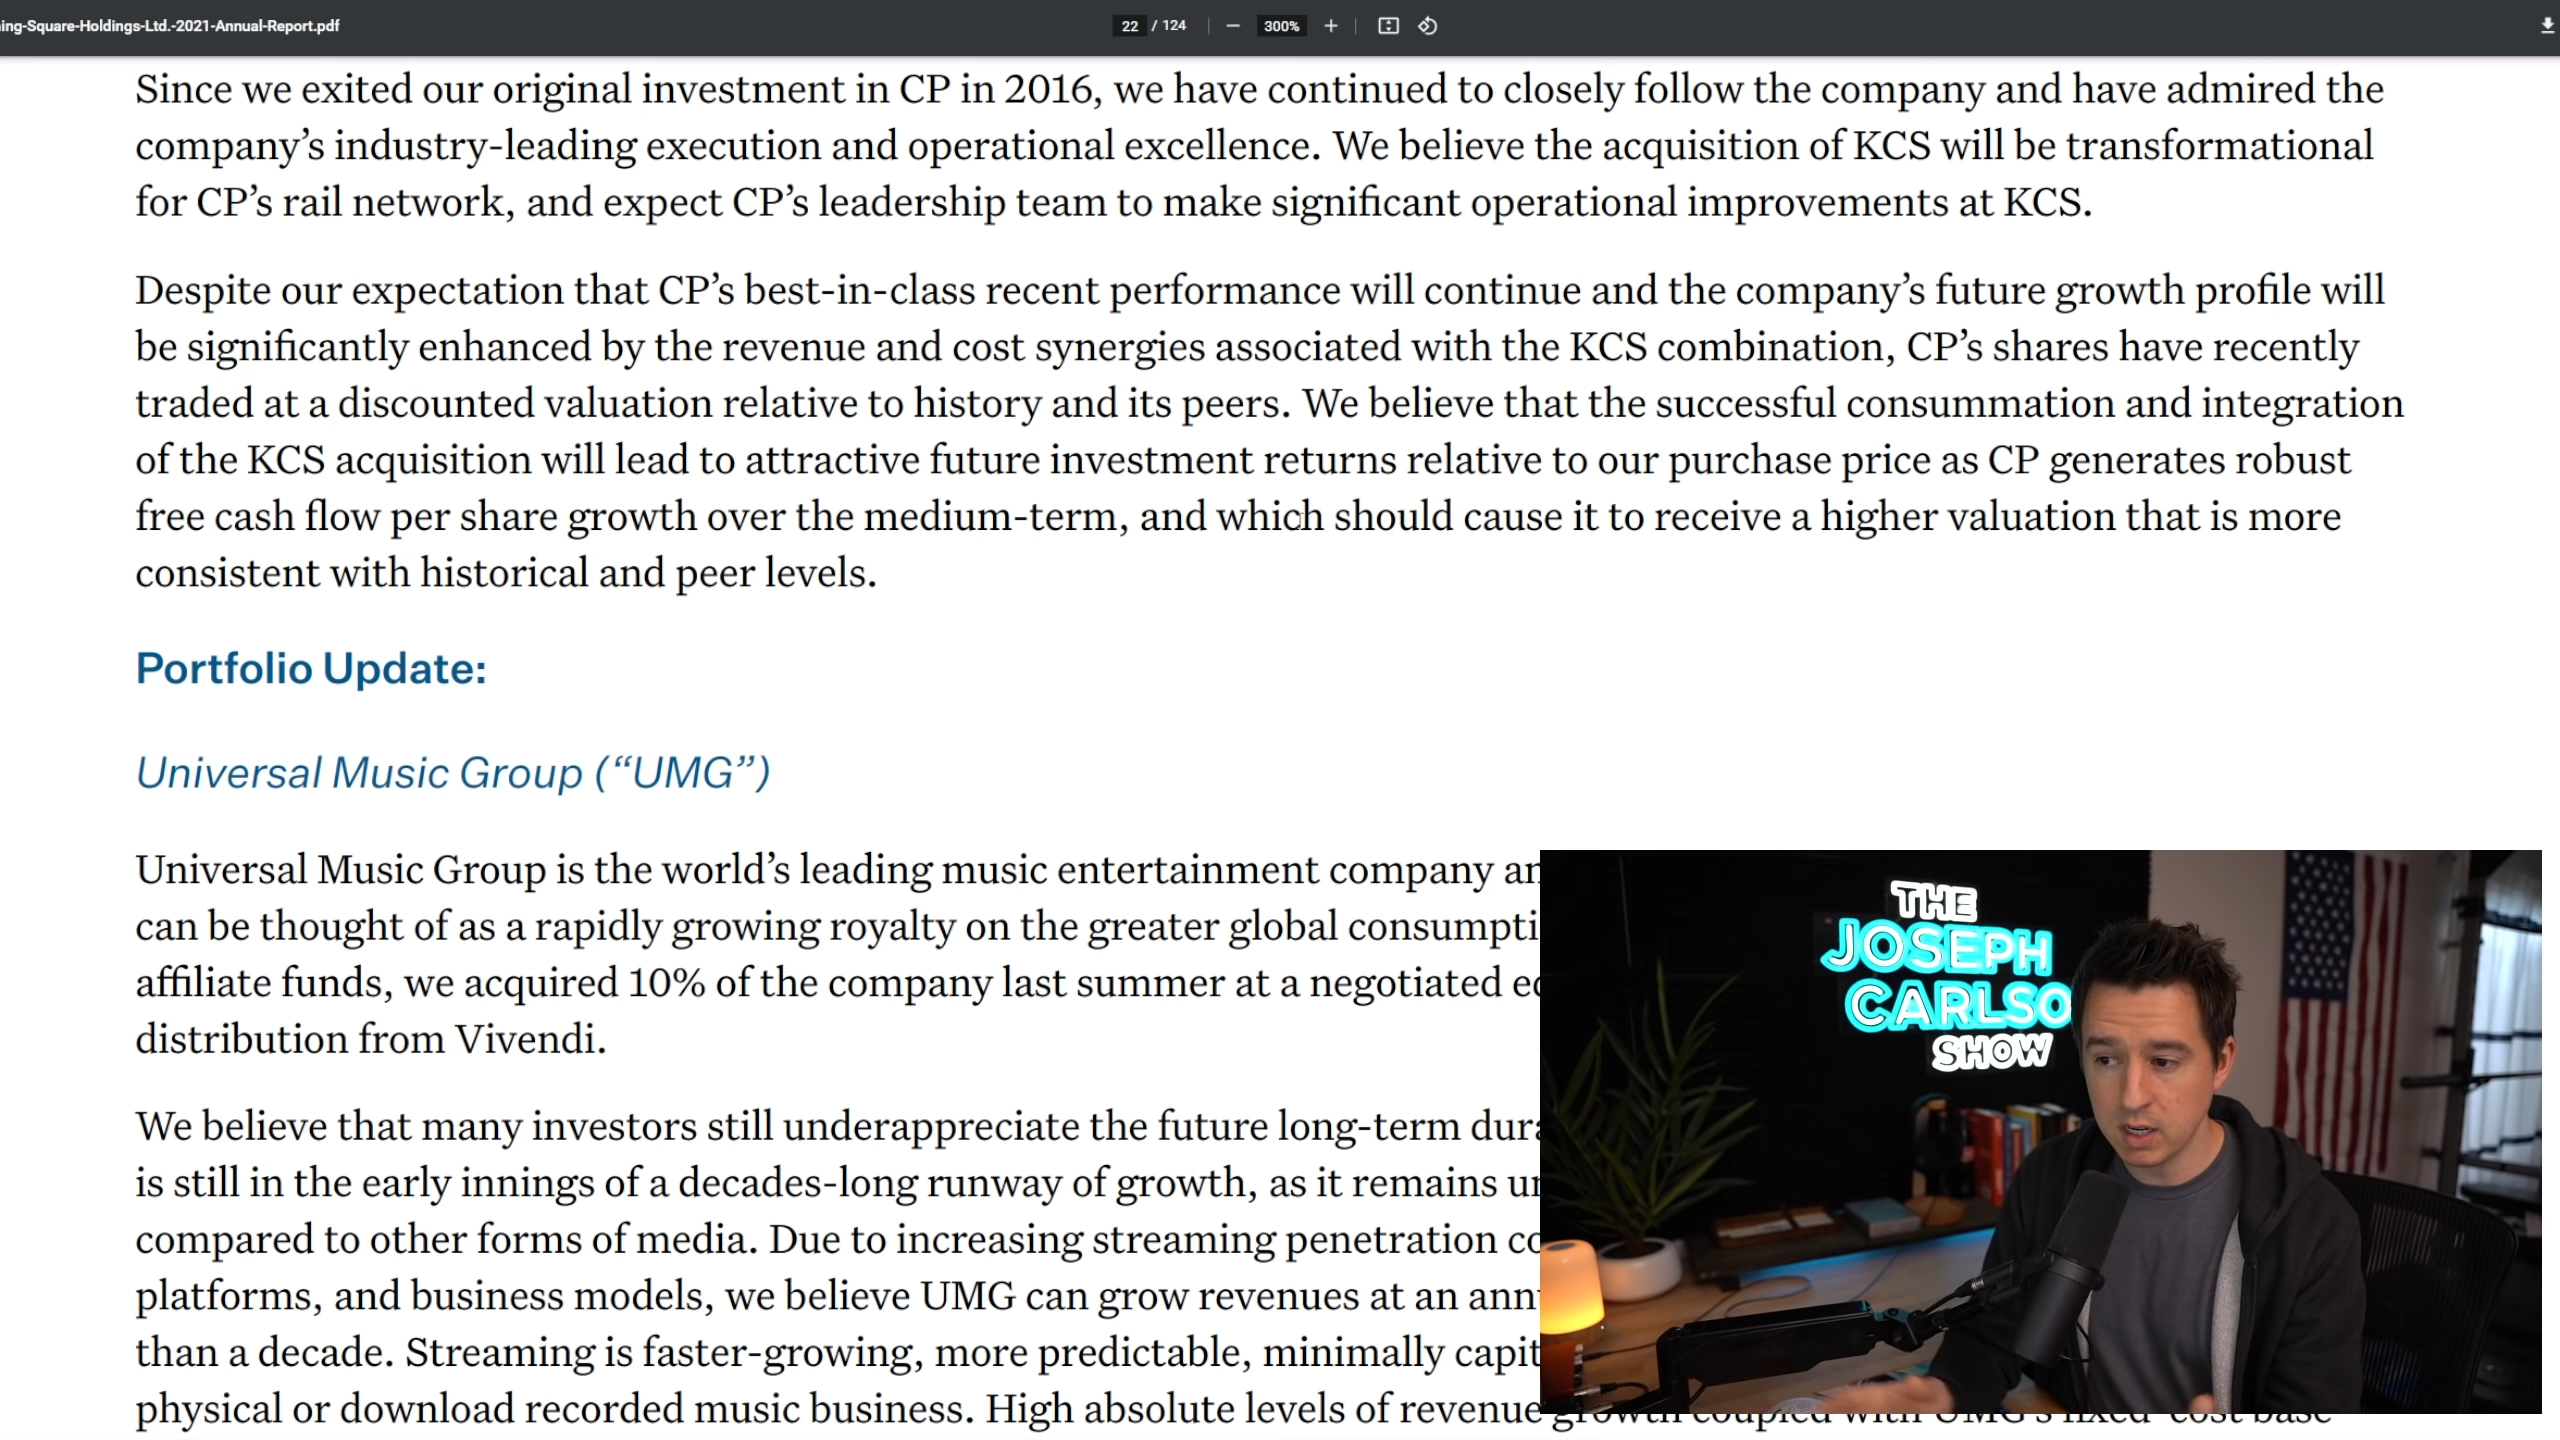 ing-Square-Holdings-Ltd.-2021-Annual-Report.pdf
22 / 124
300%
Since we exited our original investment in CP in 2016, we have continued to closely follow the company and have admired the
company’s industry-leading execution and operational excellence. We believe the acquisition of KCS will be transformational
for CP’s rail network, and expect CP’s leadership team to make significant operational improvements at KCS.
Despite our expectation that CP’s best-in-class recent performance will continue and the company’s future growth profile will
be significantly enhanced by the revenue and cost synergies associated with the KCS combination, CP’s shares have recently
traded at a discounted valuation relative to history and its peers. We believe that the successful consummation and integration
of the KCS acquisition will lead to attractive future investment returns relative to our purchase price as CP generates robust
free cash flow per share growth over the medium-term, and which should cause it to receive a higher valuation that is more
consistent with historical and peer levels.
Portfolio Update:
Universal Music Group (“UMG”)
Universal Music Group is the world’s leading music entertainment company an
can be thought of as a rapidly growing royalty on the greater global consumpti
affiliate funds, we acquired 10% of the company last summer at a negotiated
distribution from Vivendi.
We believe that many investors still underappreciate the future long-term dura
is still in the early innings of a decades-long runway of growth, as it remains
compared to other forms of media. Due to increasing streaming penetration
platforms, and business models, we believe UMG can grow revenues at an ann
than a decade. Streaming is faster-growing, more predictable, minimally capit
physical or download recorded music business. High absolute levels of revenue growth coupled with UMG’s fixed-cost base
THE
JOSEPH
CARLSO
SHOW